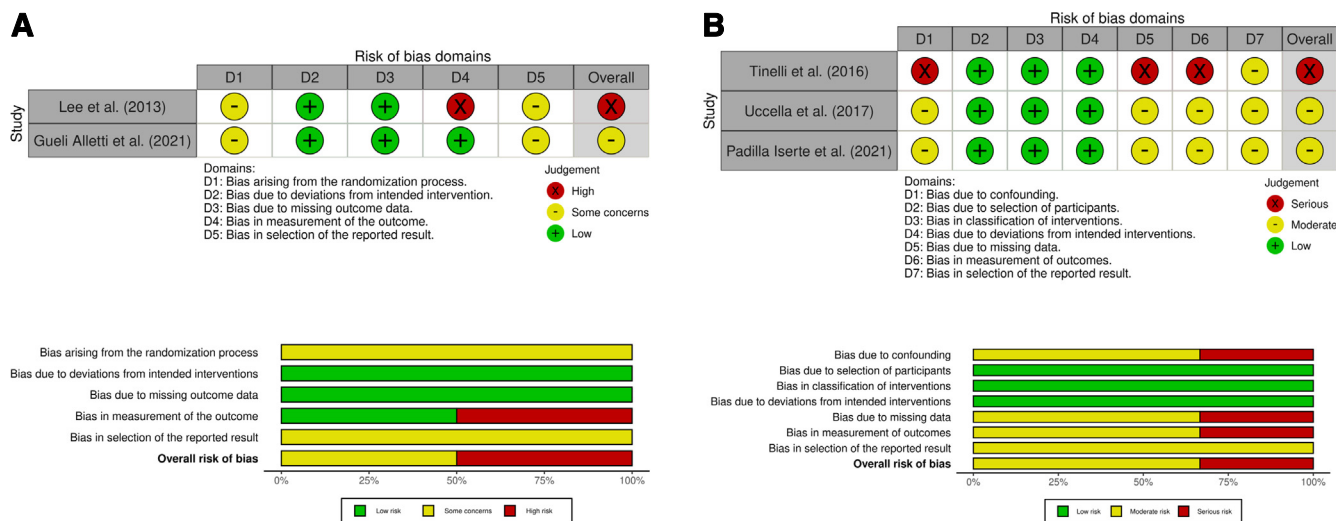 A
Risk of bias domains
D1 D2 D3 D4 D5 Overall
Study
Lee et al. (2013) - + + X - X
Gueli Alletti et al. (2021) - + + + - -
Domains:
D1: Bias arising from the randomization process.
D2: Bias due to deviations from intended intervention.
D3: Bias due to missing outcome data.
D4: Bias in measurement of the outcome.
D5: Bias in selection of the reported result.
Judgement
X High
- Some concerns
+ Low
Bias arising from the randomization process
Bias due to deviations from intended interventions
Bias due to missing outcome data
Bias in measurement of the outcome
Bias in selection of the reported result
Overall risk of bias
0% 25% 50% 75% 100%
Low risk Some concerns High risk
B
Risk of bias domains
D1 D2 D3 D4 D5 D6 D7 Overall
Study
Tinelli et al. (2016) X + + + X X - X
Uccella et al. (2017) - + + + - - - -
Padilla Iserte et al. (2021) - + + + - - - -
Domains:
D1: Bias due to confounding.
D2: Bias due to selection of participants.
D3: Bias in classification of interventions.
D4: Bias due to deviations from intended interventions.
D5: Bias due to missing data.
D6: Bias in measurement of outcomes.
D7: Bias in selection of the reported result.
Judgement
X Serious
- Moderate
+ Low
Bias due to confounding
Bias due to selection of participants
Bias in classification of interventions
Bias due to deviations from intended interventions
Bias due to missing data
Bias in measurement of outcomes
Bias in selection of the reported result
Overall risk of bias
0% 25% 50% 75% 100%
Low risk Moderate risk Serious risk